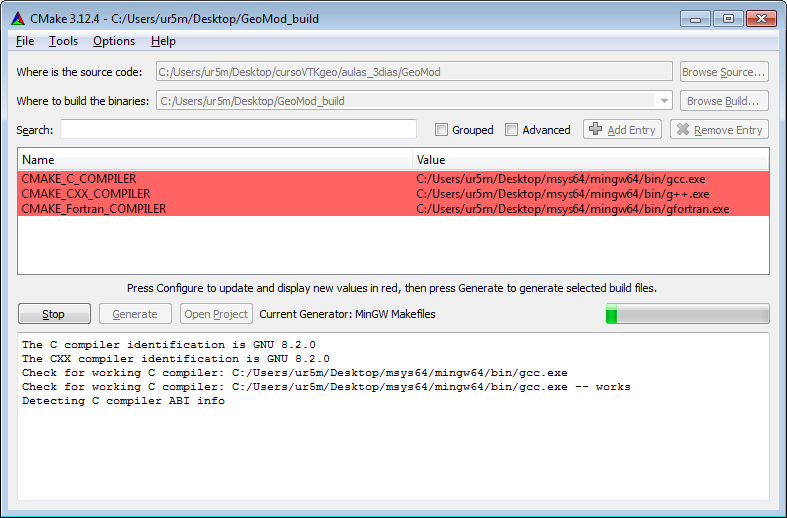 CMake 3.12.4 - C:/Users/ur5m/Desktop/GeoMod_build
File Tools Options Help
Where is the source code: C:/Users/ur5m/Desktop/cursoVTKgeo/aulas_3dias/GeoMod Browse Source...
Where to build the binaries: C:/Users/ur5m/Desktop/GeoMod_build Browse Build...
Search: Grouped Advanced Add Entry Remove Entry
Name Value
CMAKE_C_COMPILER C:/Users/ur5m/Desktop/msys64/mingw64/bin/gcc.exe
CMAKE_CXX_COMPILER C:/Users/ur5m/Desktop/msys64/mingw64/bin/g++.exe
CMAKE_Fortran_COMPILER C:/Users/ur5m/Desktop/msys64/mingw64/bin/gfortran.exe
Press Configure to update and display new values in red, then press Generate to generate selected build files.
Stop Generate Open Project Current Generator: MinGW Makefiles
The C compiler identification is GNU 8.2.0
The CXX compiler identification is GNU 8.2.0
Check for working C compiler: C:/Users/ur5m/Desktop/msys64/mingw64/bin/gcc.exe
Check for working C compiler: C:/Users/ur5m/Desktop/msys64/mingw64/bin/gcc.exe -- works
Detecting C compiler ABI info